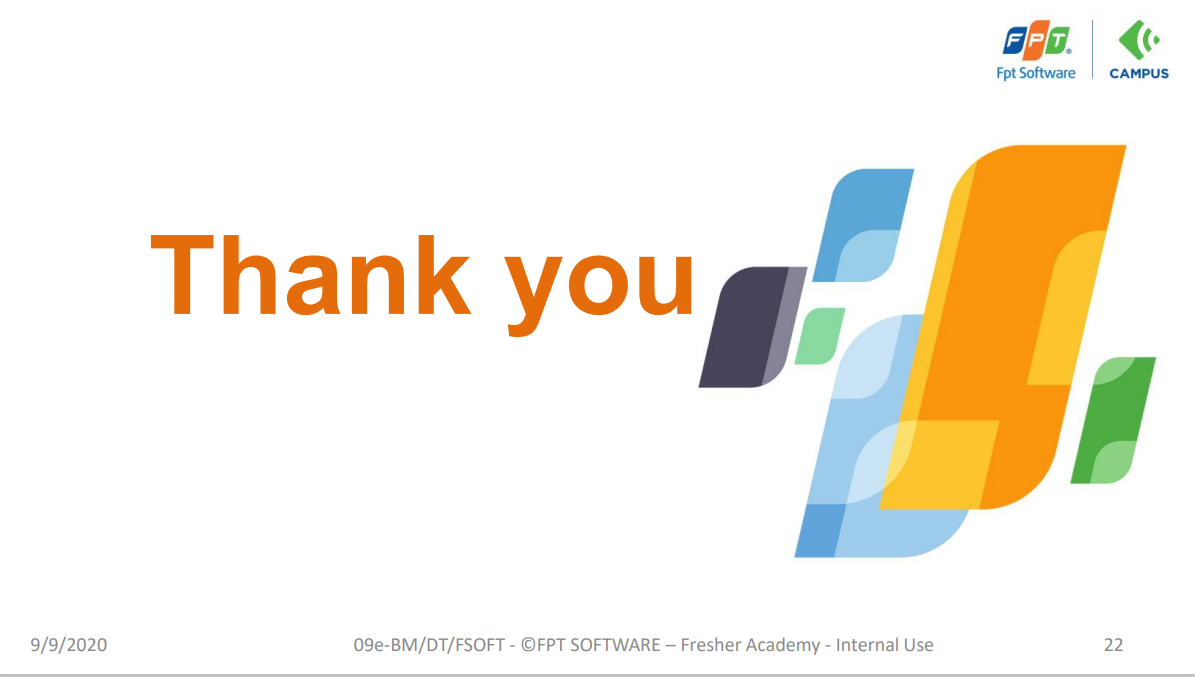 FPT
Fpt Software
CAMPUS
Thank you
9/9/2020
09e-BM/DT/FSOFT - ©FPT SOFTWARE – Fresher Academy - Internal Use
22